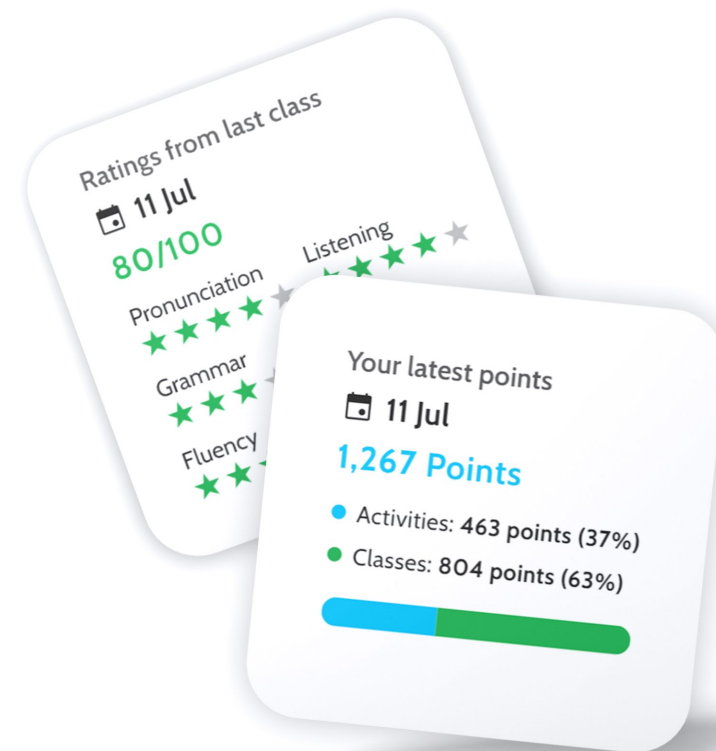 Ratings from last class
11 Jul
80/100
Pronunciation
Listening
Grammar
Fluency
Your latest points
11 Jul
1,267 Points
Activities: 463 points (37%)
Classes: 804 points (63%)